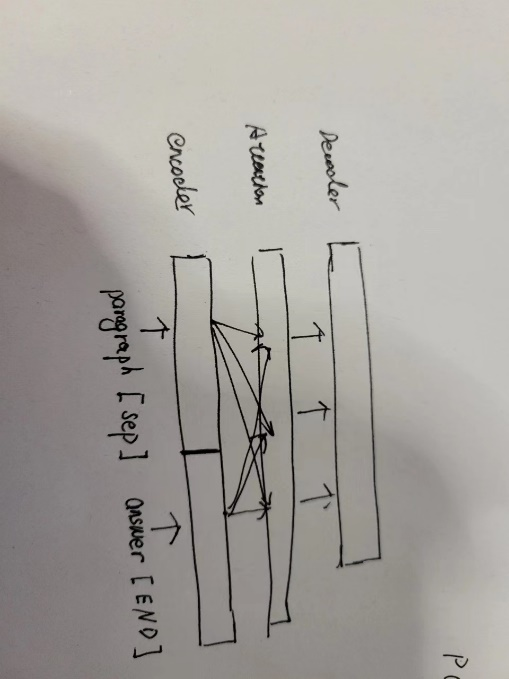 Decoder
Attention
encoder
paragraph [sep] answer [END]